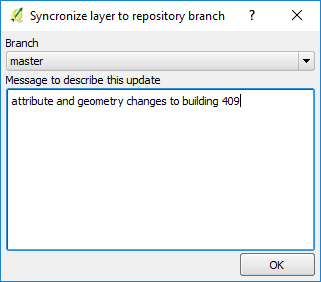 Syncronize layer to repository branch
Branch
master
Message to describe this update
attribute and geometry changes to building 409
OK